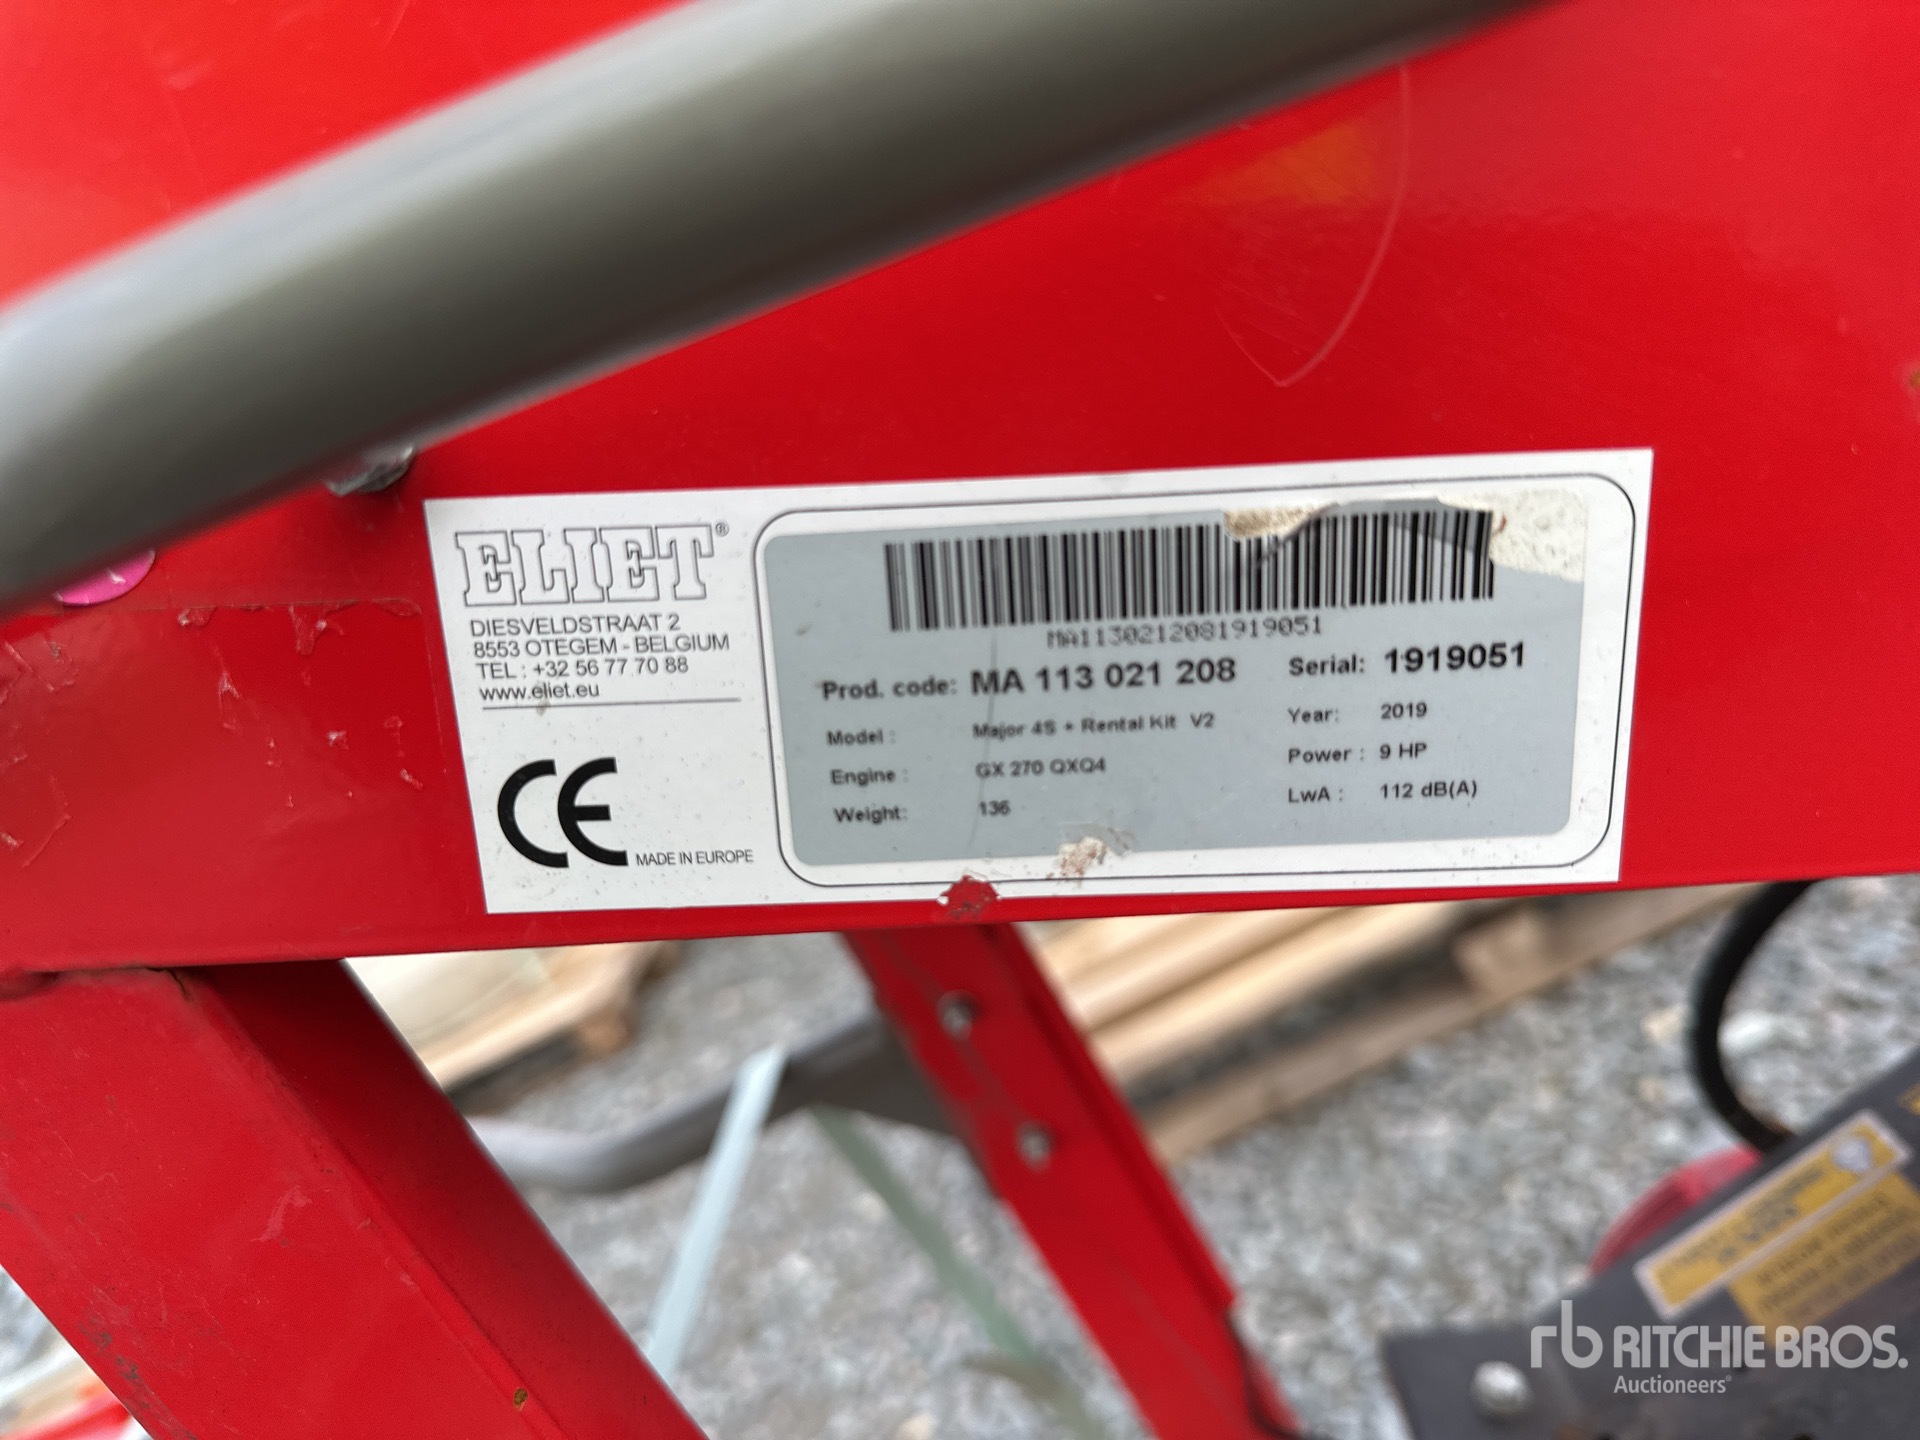 ELIET®
DIESVELDSTRAAT 2
8553 OTEGEM - BELGIUM
TEL : +32 56 77 70 88
www.eliet.eu
CE MADE IN EUROPE
MA1130212081919051
Prod. code: MA 113 021 208 Serial: 1919051
Model : Major 4S + Rental Kit V2 Year: 2019
Engine : GX 270 QXQ4 Power : 9 HP
Weight: 136 LwA : 112 dB(A)
rb RITCHIE BROS.
Auctioneers